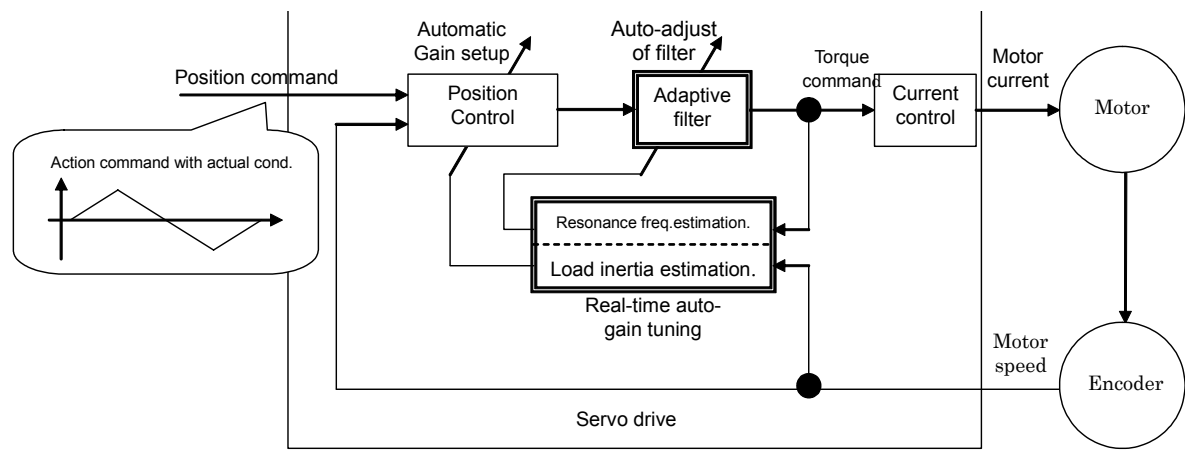 Automatic
Gain setup
Auto-adjust
of filter
Position command
Torque
command
Motor
current
Position
Control
Adaptive
filter
Current
control
Motor
Action command with actual cond.
Resonance freq.estimation.
Load inertia estimation.
Real-time auto-
gain tuning
Motor
speed
Encoder
Servo drive